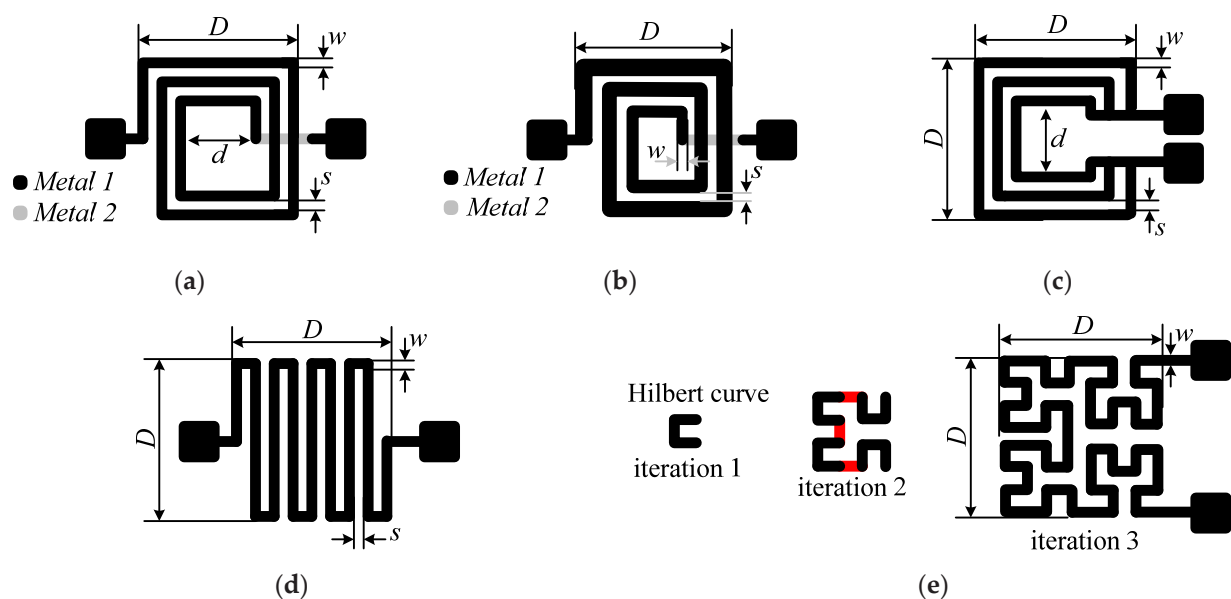 D
w
d
s
Metal 1
Metal 2
(a)
D
w
s
Metal 1
Metal 2
(b)
D
w
D
d
s
(c)
D
w
D
s
(d)
Hilbert curve
iteration 1
iteration 2
D
w
D
iteration 3
(e)